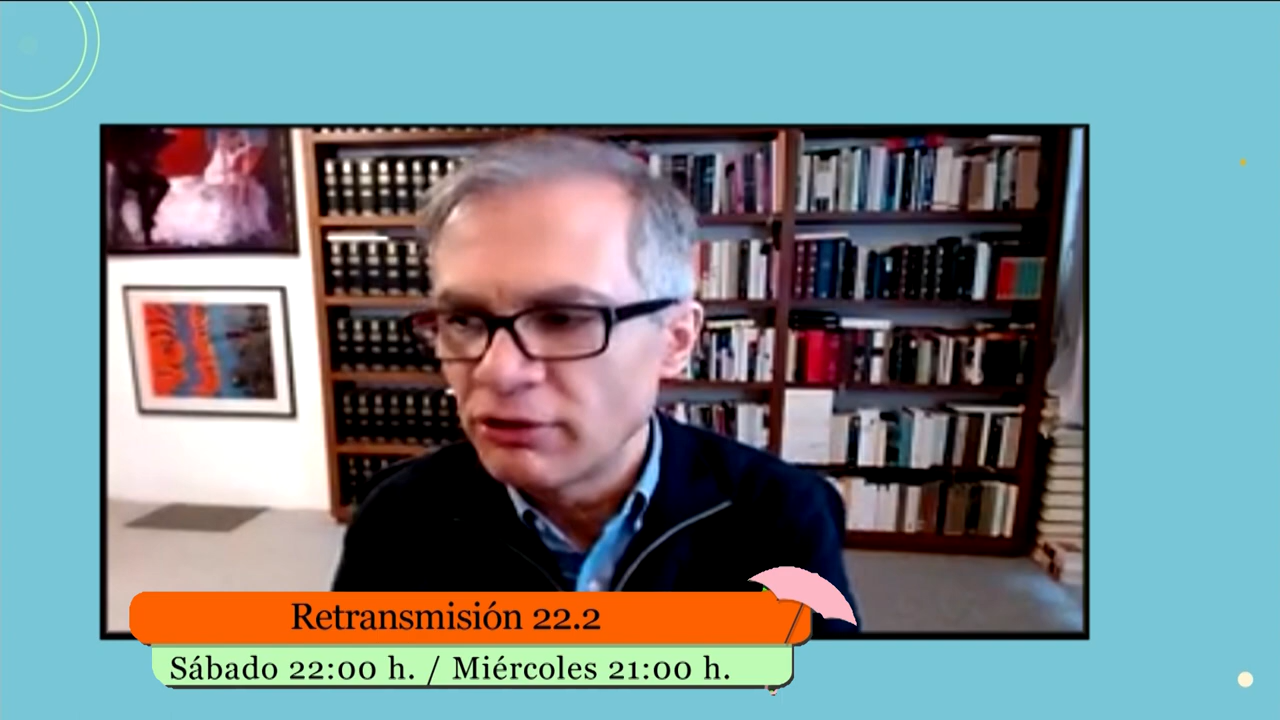 Retransmisión 22.2
Sábado 22:00 h. / Miércoles 21:00 h.